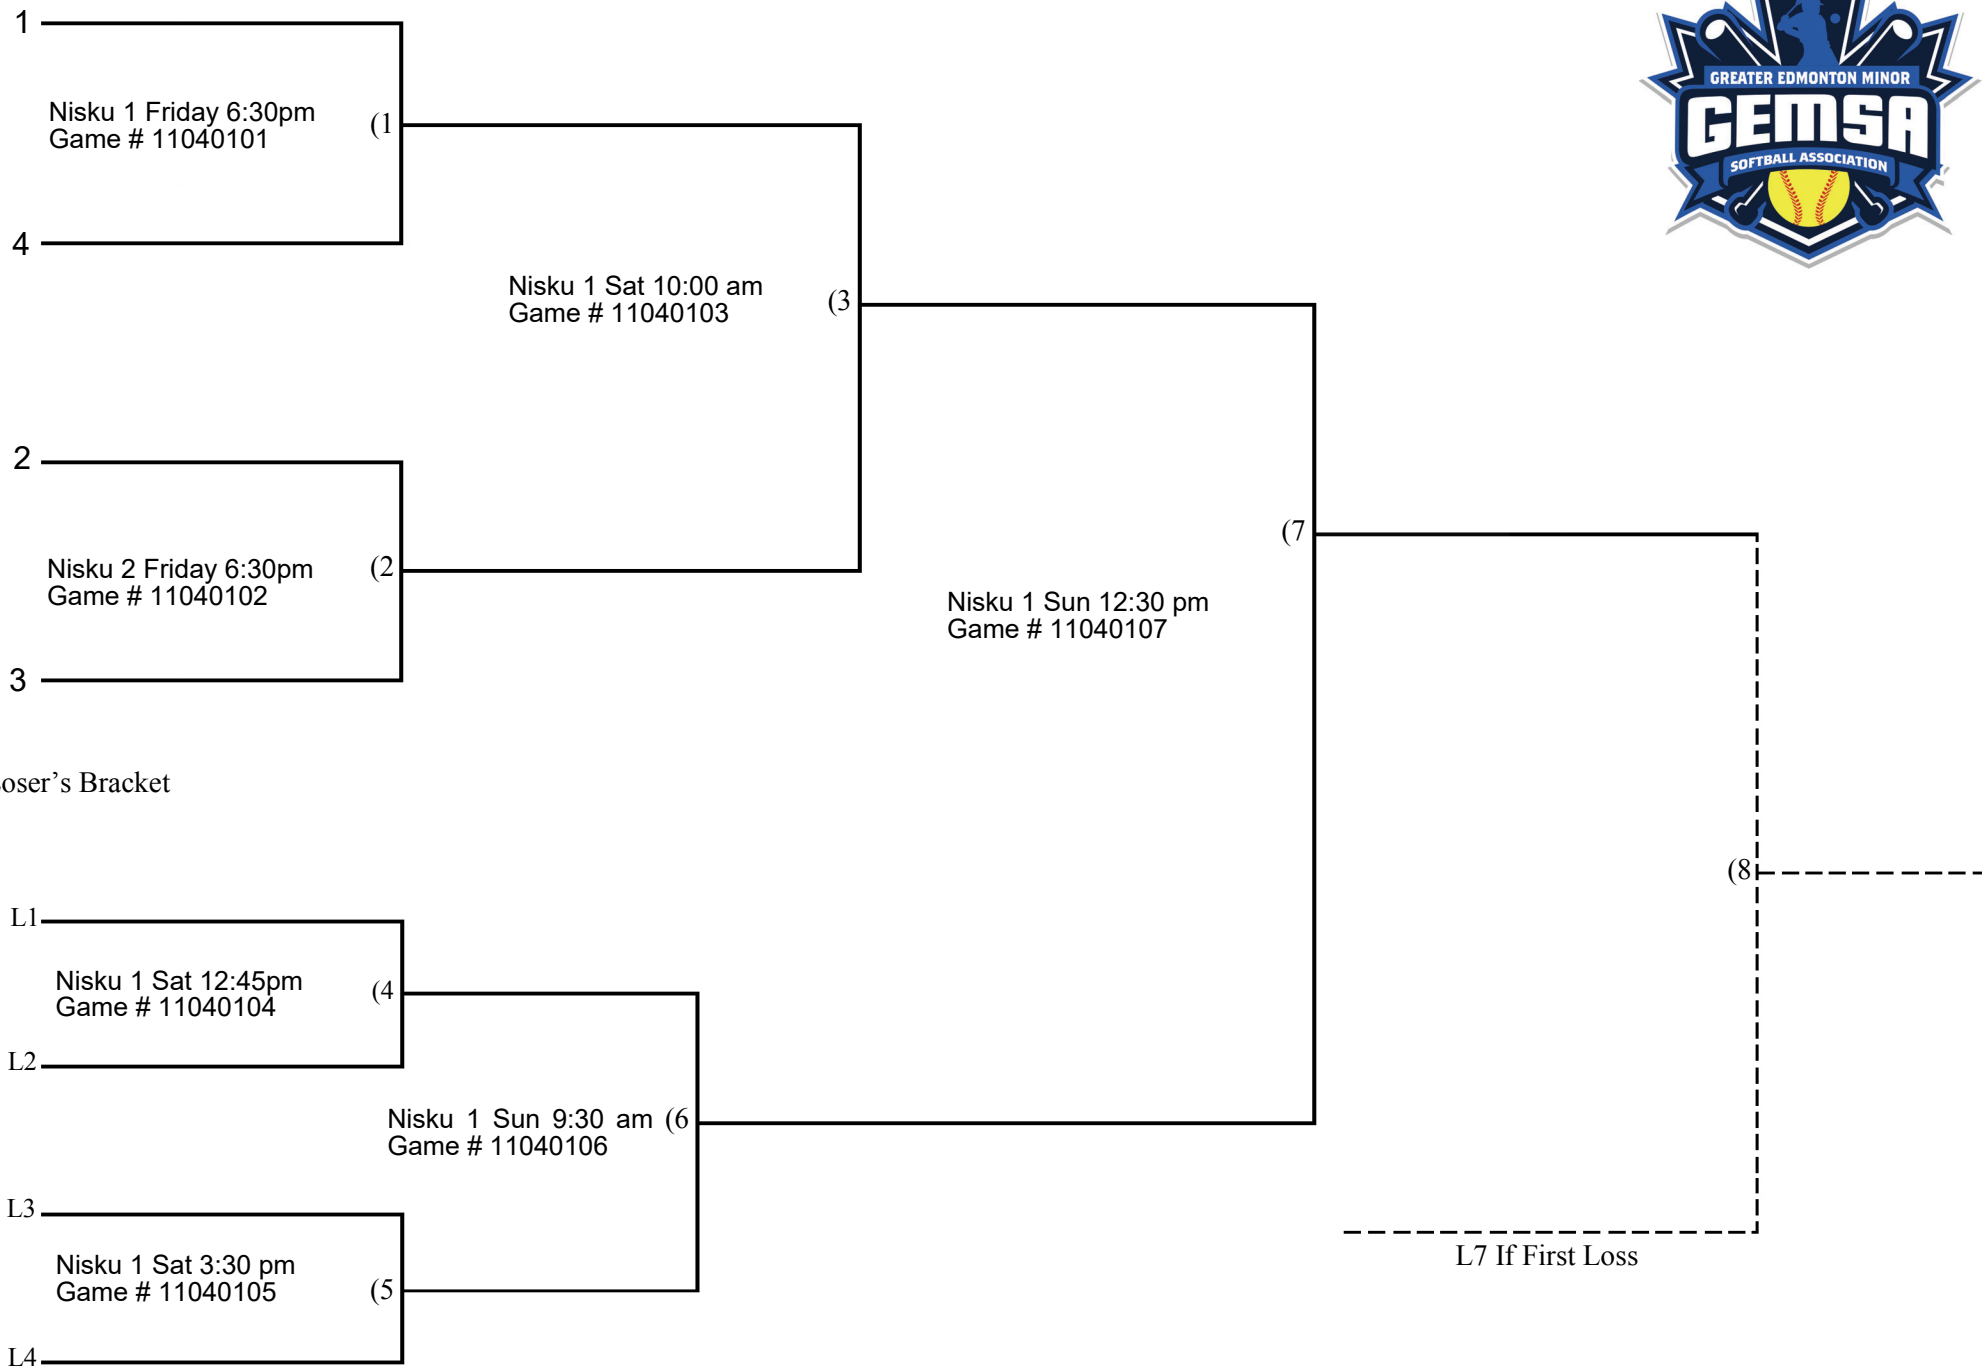 1
Nisku 1 Friday 6:30pm
Game # 11040101
(1
4
GREATER EDMONTON MINOR
GEMSA
SOFTBALL ASSOCIATION
Nisku 1 Sat 10:00 am
Game # 11040103
(3
2
Nisku 2 Friday 6:30pm
Game # 11040102
(2
3
(7
Nisku 1 Sun 12:30 pm
Game # 11040107
oser’s Bracket
(8
L1
Nisku 1 Sat 12:45pm
Game # 11040104
(4
L2
Nisku 1 Sun 9:30 am
Game # 11040106
(6
L3
Nisku 1 Sat 3:30 pm
Game # 11040105
(5
L4
L7 If First Loss